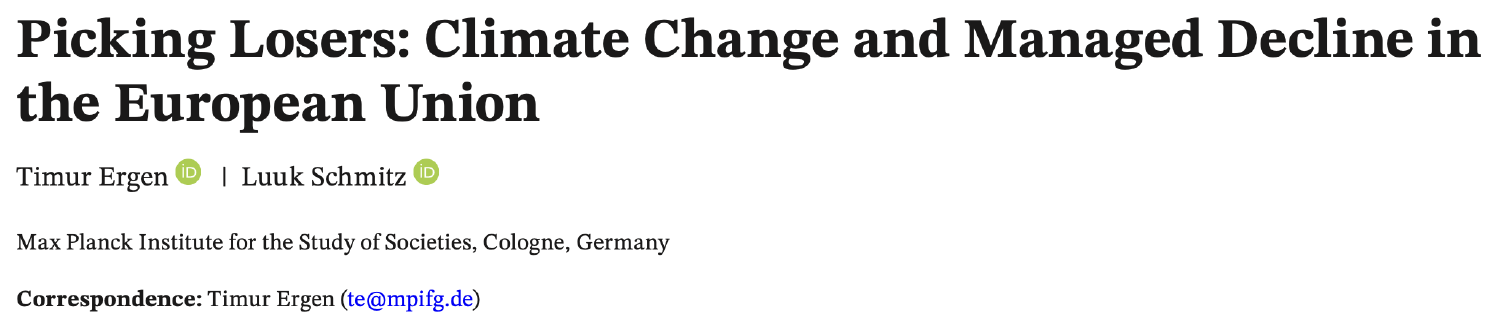 Picking Losers: Climate Change and Managed Decline in
the European Union
Timur Ergen iD | Luuk Schmitz iD
Max Planck Institute for the Study of Societies, Cologne, Germany
Correspondence: Timur Ergen (te@mpifg.de)